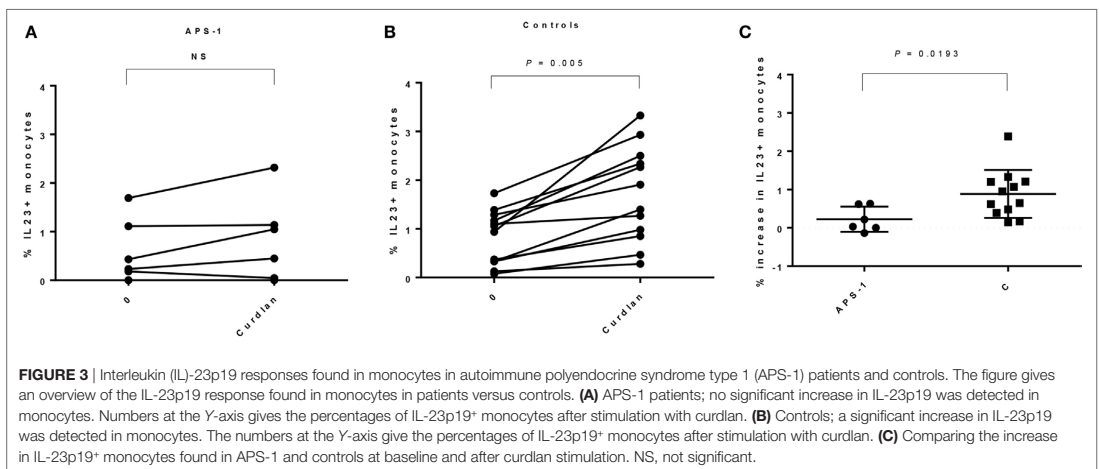 A
APS-1
NS
% IL23+ monocytes
4
3
2
1
0
0
Curdlan
B
Controls
P = 0.005
% IL23+ monocytes
4
3
2
1
0
0
Curdlan
C
P = 0.0193
% increase in IL23+ monocytes
4
3
2
1
0
-1
APS-1
C
FIGURE 3 | Interleukin (IL)-23p19 responses found in monocytes in autoimmune polyendocrine syndrome type 1 (APS-1) patients and controls. The figure gives
an overview of the IL-23p19 response found in monocytes in patients versus controls. (A) APS-1 patients; no significant increase in IL-23p19 was detected in
monocytes. Numbers at the Y-axis gives the percentages of IL-23p19⁺ monocytes after stimulation with curdlan. (B) Controls; a significant increase in IL-23p19
was detected in monocytes. The numbers at the Y-axis give the percentages of IL-23p19⁺ monocytes after stimulation with curdlan. (C) Comparing the increase
in IL-23p19⁺ monocytes found in APS-1 and controls at baseline and after curdlan stimulation. NS, not significant.